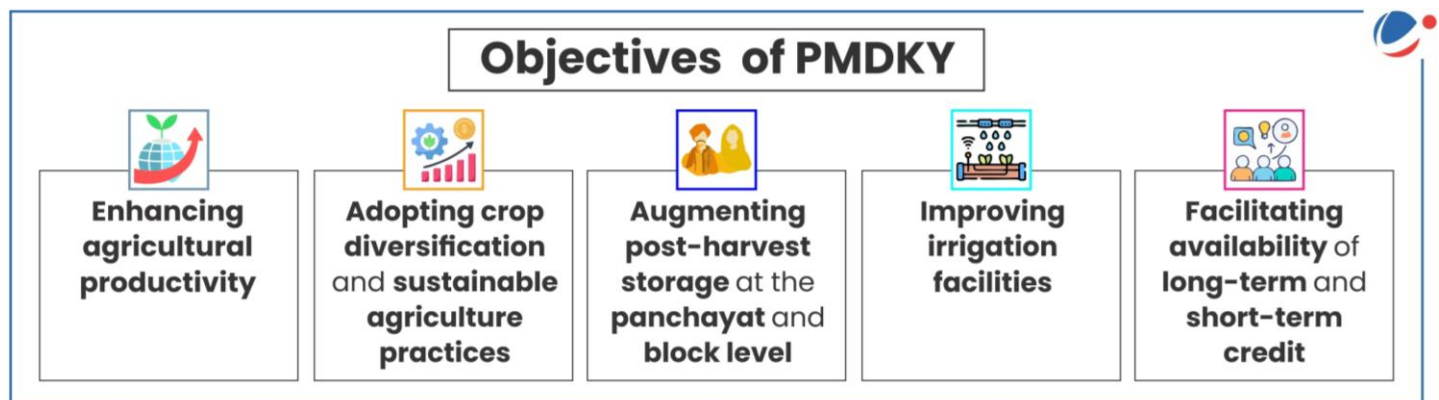 Objectives of PMDKY
Enhancing
agricultural
productivity
Adopting crop
diversification
and sustainable
agriculture
practices
Augmenting
post-harvest
storage at the
panchayat and
block level
Improving
irrigation
facilities
Facilitating
availability of
long-term and
short-term
credit